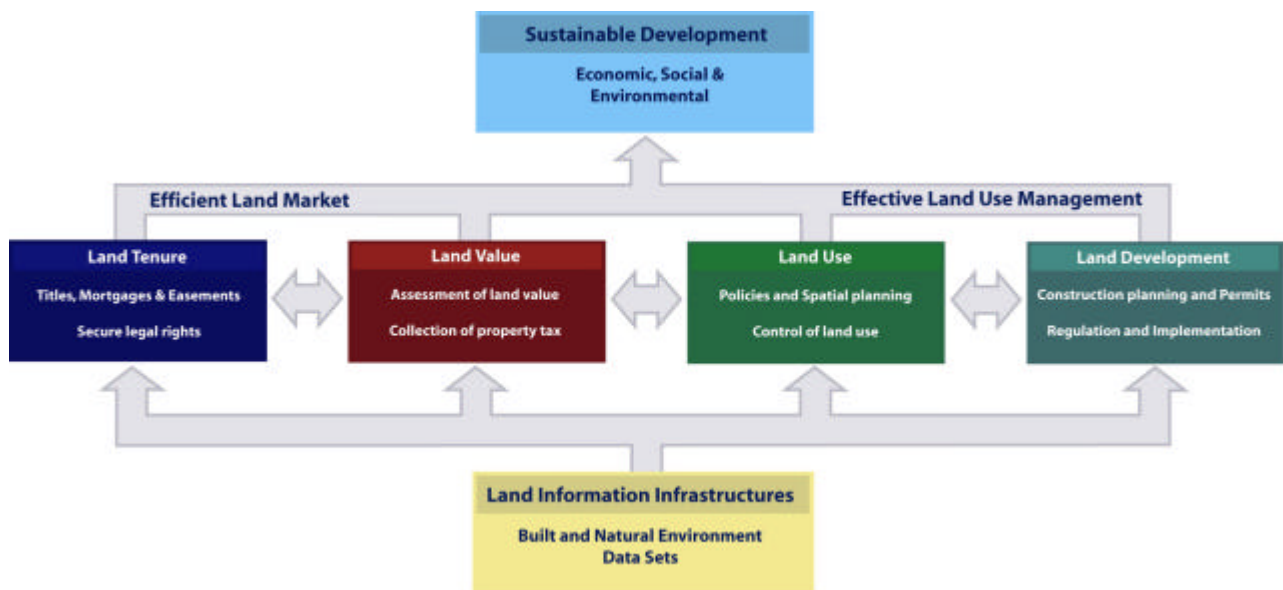 Sustainable Development
Economic, Social &
Environmental
Efficient Land Market
Effective Land Use Management
Land Tenure
Titles, Mortgages & Easements
Secure legal rights
Land Value
Assessment of land value
Collection of property tax
Land Use
Policies and Spatial planning
Control of land use
Land Development
Construction planning and Permits
Regulation and Implementation
Land Information Infrastructures
Built and Natural Environment
Data Sets